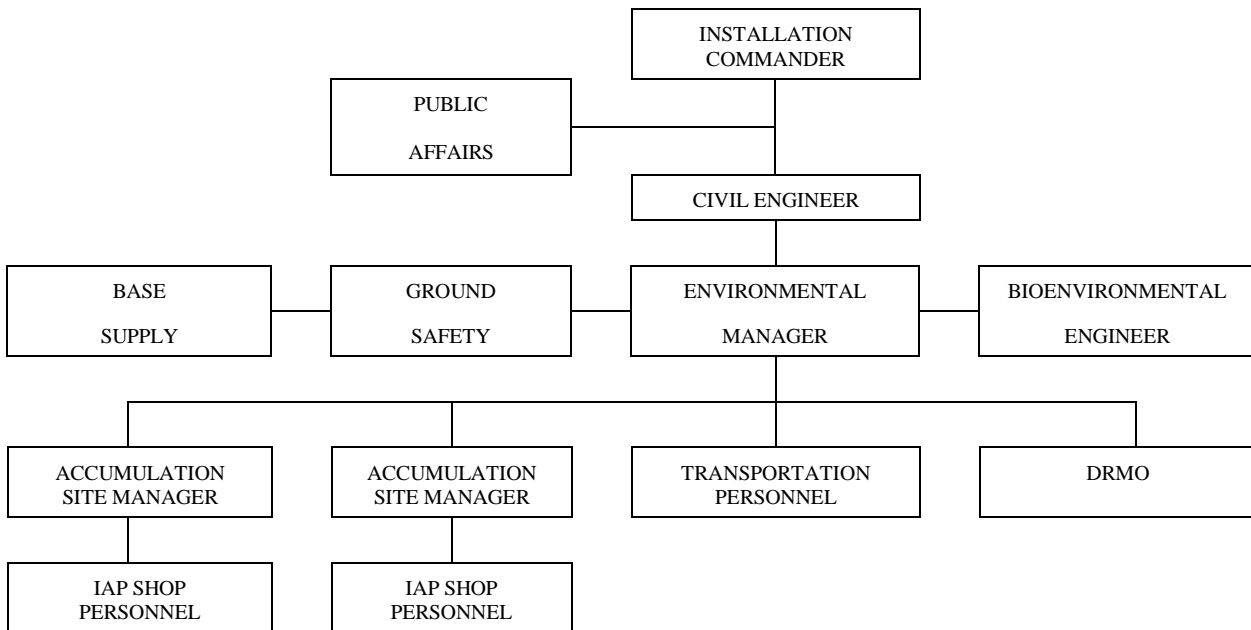 INSTALLATION
COMMANDER
PUBLIC
AFFAIRS
CIVIL ENGINEER
BASE
SUPPLY
GROUND
SAFETY
ENVIRONMENTAL
MANAGER
BIOENVIRONMENTAL
ENGINEER
ACCUMULATION
SITE MANAGER
ACCUMULATION
SITE MANAGER
TRANSPORTATION
PERSONNEL
DRMO
IAP SHOP
PERSONNEL
IAP SHOP
PERSONNEL